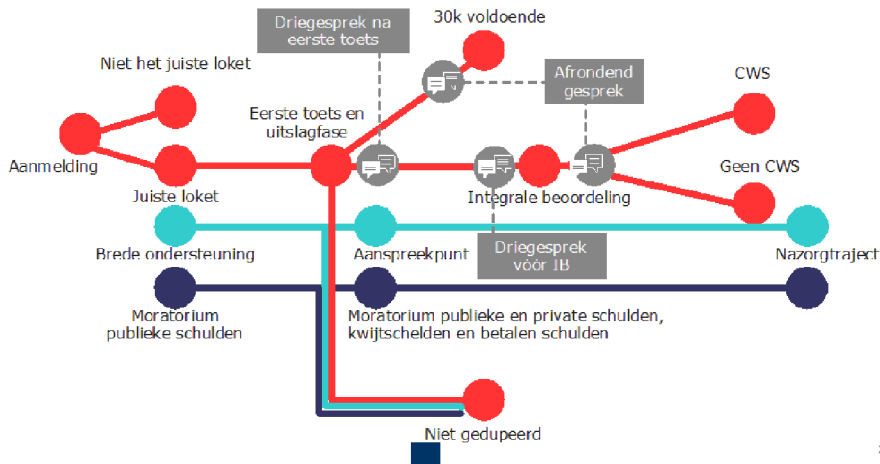 Driegesprek na
eerste toets
30k voldoende
Niet het juiste loket
Afrondend
gesprek
CWS
Eerste toets en
uitslagfase
Aanmelding
Juiste loket
Integrale beoordeling
Geen CWS
Brede ondersteuning
Aanspreekpunt
Driegesprek
vóór IB
Nazorgtraject
Moratorium
publieke schulden
Moratorium publieke en private schulden,
kwijtschelden en betalen schulden
Niet gedupeerd